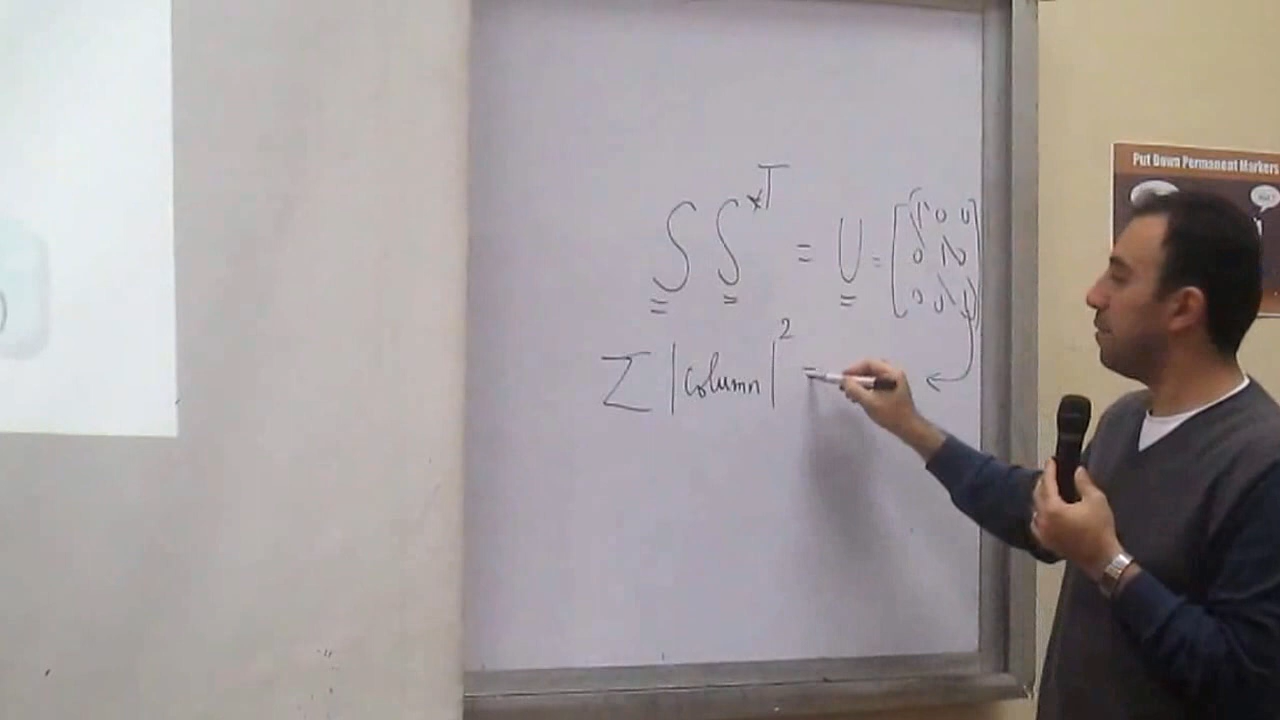 S S*T = U = [1 0 0
0 1 0
0 0 1]
Σ |column|² =
Put Down Permanent Markers